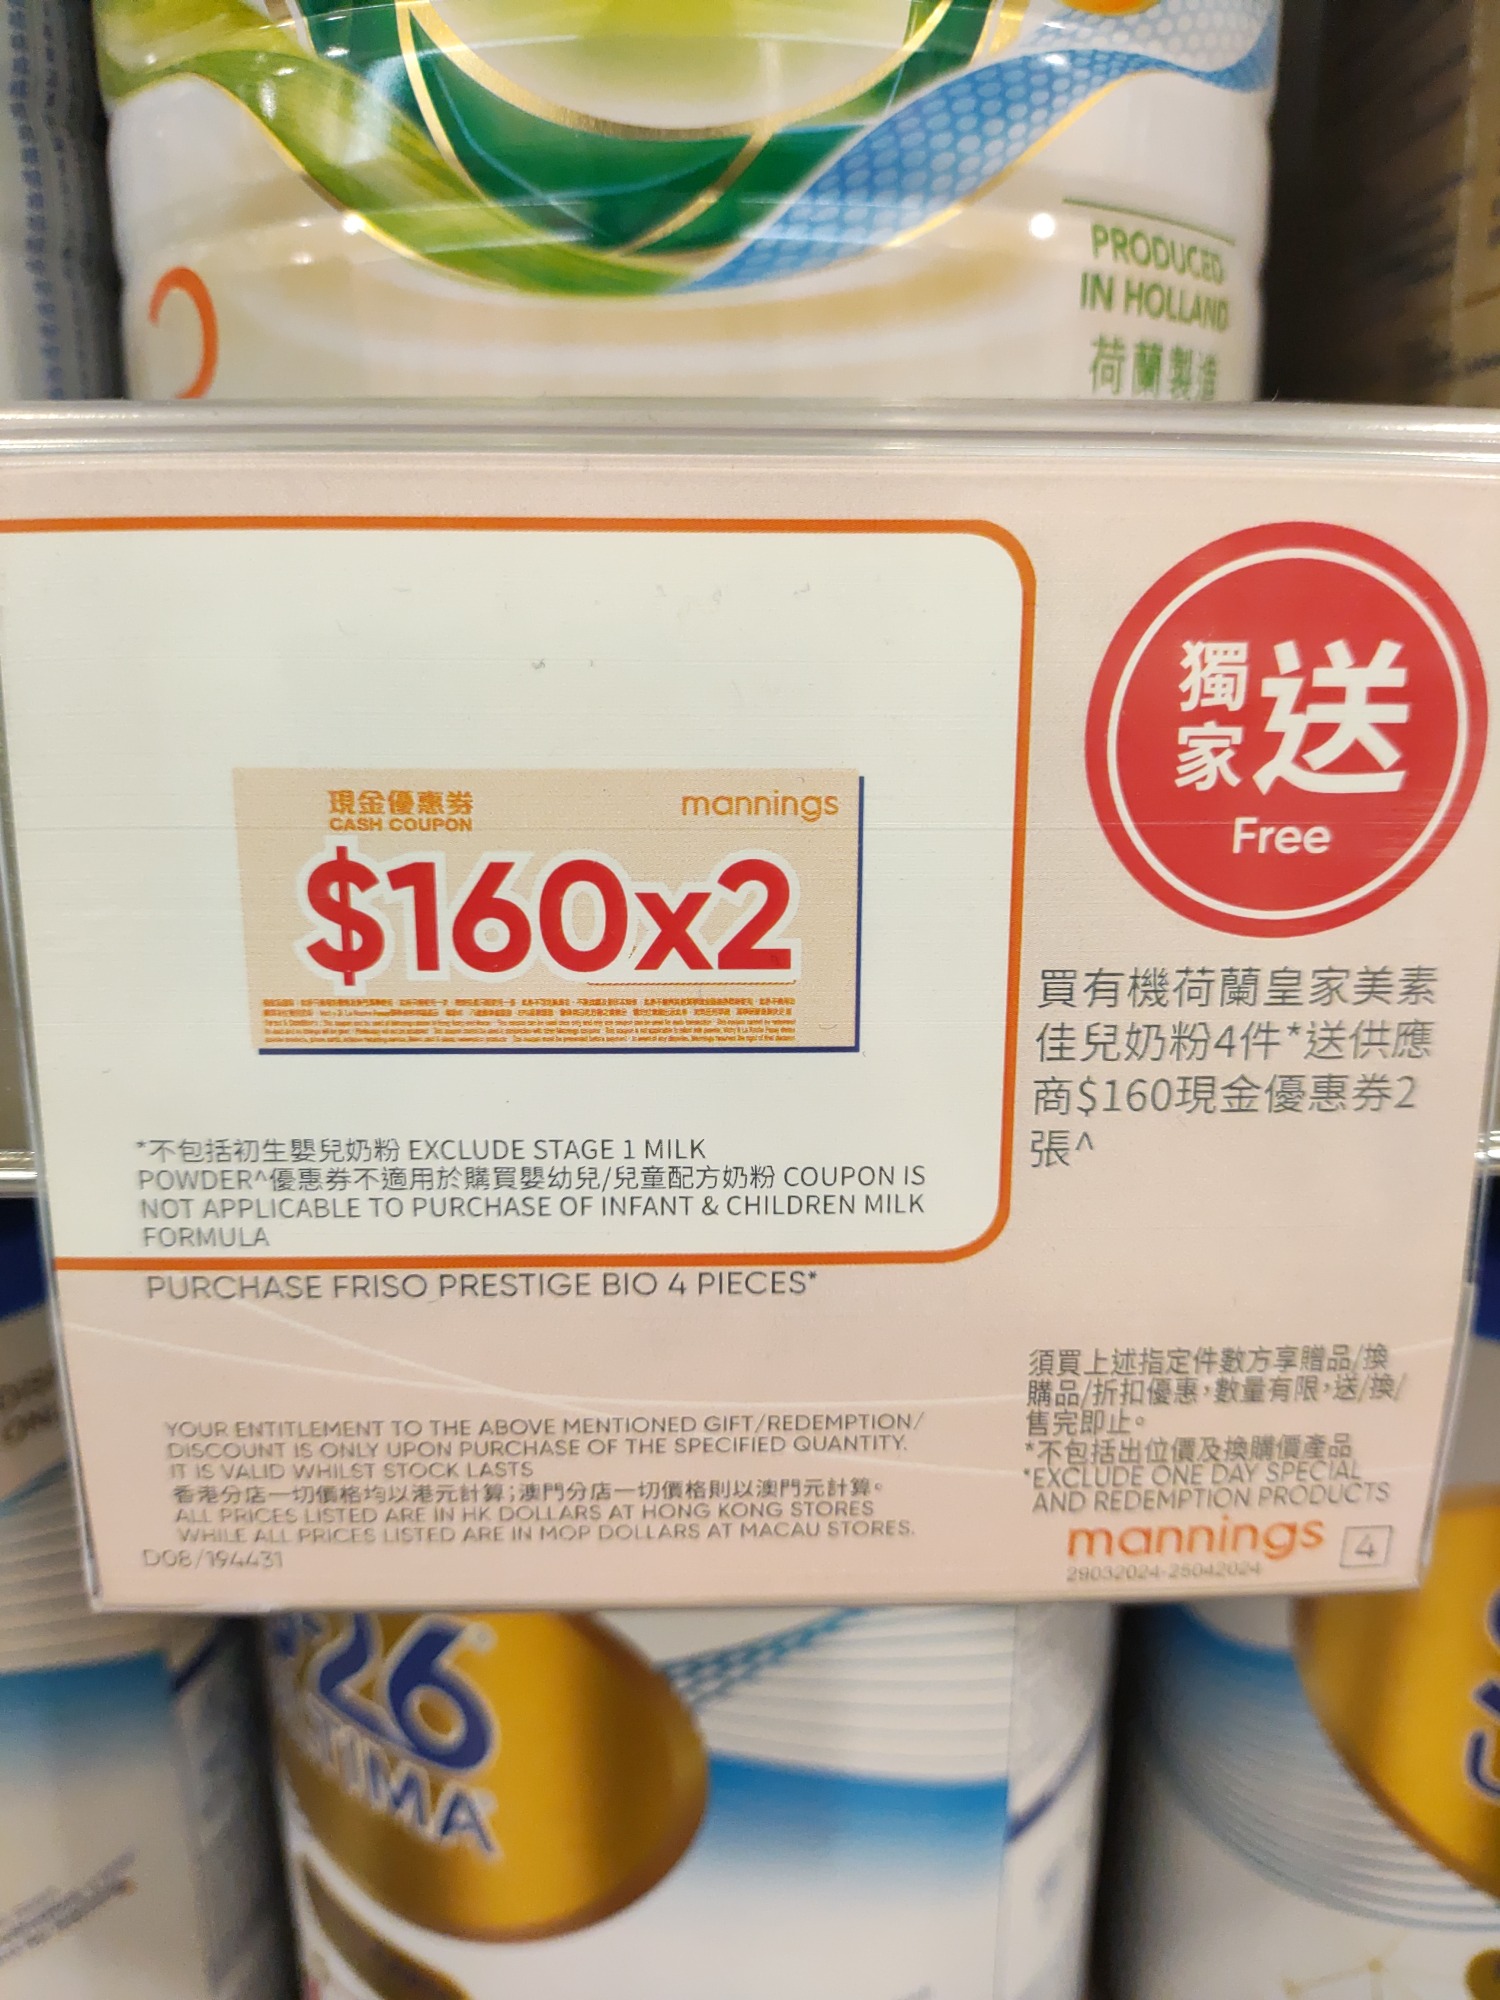 PRODUCED
IN HOLLAND
荷蘭製造
現金優惠券
CASH COUPON
mannings
$160x2
*不包括初生嬰兒奶粉 EXCLUDE STAGE 1 MILK
POWDER^優惠券不適用於購買嬰幼兒/兒童配方奶粉 COUPON IS
NOT APPLICABLE TO PURCHASE OF INFANT & CHILDREN MILK
FORMULA
PURCHASE FRISO PRESTIGE BIO 4 PIECES*
獨家送
Free
買有機荷蘭皇家美素
佳兒奶粉4件*送供應
商$160現金優惠券2
張^
YOUR ENTITLEMENT TO THE ABOVE MENTIONED GIFT/REDEMPTION/
DISCOUNT IS ONLY UPON PURCHASE OF THE SPECIFIED QUANTITY.
IT IS VALID WHILST STOCK LASTS
香港分店一切價格均以港元計算;澳門分店一切價格則以澳門元計算。
ALL PRICES LISTED ARE IN HK DOLLARS AT HONG KONG STORES
WHILE ALL PRICES LISTED ARE IN MOP DOLLARS AT MACAU STORES.
D08/194431
須買上述指定件數方享贈品/換
購品/折扣優惠,數量有限,送/換/
售完即止。
*不包括出位價及換購價產品
*EXCLUDE ONE DAY SPECIAL
AND REDEMPTION PRODUCTS
mannings 4
29032024-25042024
26